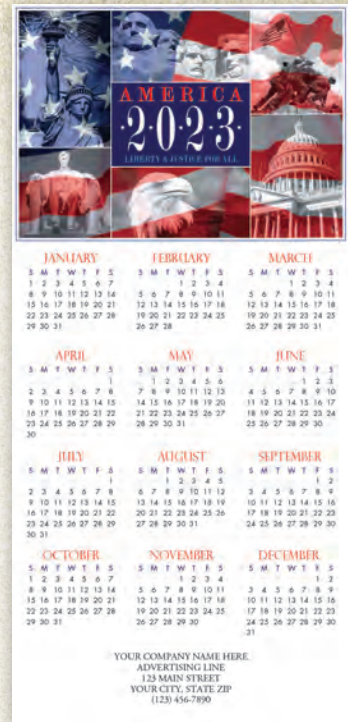 AMERICA
·2·0·2·3·
LIBERTY & JUSTICE FOR ALL
JANUARY
S M T W T F S
1 2 3 4 5 6 7
8 9 10 11 12 13 14
15 16 17 18 19 20 21
22 23 24 25 26 27 28
29 30 31
FEBRUARY
S M T W T F S
1 2 3 4
5 6 7 8 9 10 11
12 13 14 15 16 17 18
19 20 21 22 23 24 25
26 27 28
MARCH
S M T W T F S
1 2 3 4
5 6 7 8 9 10 11
12 13 14 15 16 17 18
19 20 21 22 23 24 25
26 27 28 29 30 31
APRIL
S M T W T F S
1
2 3 4 5 6 7 8
9 10 11 12 13 14 15
16 17 18 19 20 21 22
23 24 25 26 27 28 29
30
MAY
S M T W T F S
1 2 3 4 5 6
7 8 9 10 11 12 13
14 15 16 17 18 19 20
21 22 23 24 25 26 27
28 29 30 31
JUNE
S M T W T F S
1 2 3
4 5 6 7 8 9 10
11 12 13 14 15 16 17
18 19 20 21 22 23 24
25 26 27 28 29 30
JULY
S M T W T F S
1
2 3 4 5 6 7 8
9 10 11 12 13 14 15
16 17 18 19 20 21 22
23 24 25 26 27 28 29
30 31
AUGUST
S M T W T F S
1 2 3 4 5
6 7 8 9 10 11 12
13 14 15 16 17 18 19
20 21 22 23 24 25 26
27 28 29 30 31
SEPTEMBER
S M T W T F S
1 2
3 4 5 6 7 8 9
10 11 12 13 14 15 16
17 18 19 20 21 22 23
24 25 26 27 28 29 30
OCTOBER
S M T W T F S
1 2 3 4 5 6 7
8 9 10 11 12 13 14
15 16 17 18 19 20 21
22 23 24 25 26 27 28
29 30 31
NOVEMBER
S M T W T F S
1 2 3 4
5 6 7 8 9 10 11
12 13 14 15 16 17 18
19 20 21 22 23 24 25
26 27 28 29 30
DECEMBER
S M T W T F S
1 2
3 4 5 6 7 8 9
10 11 12 13 14 15 16
17 18 19 20 21 22 23
24 25 26 27 28 29 30
31
YOUR COMPANY NAME HERE
ADVERTISING LINE
123 MAIN STREET
YOUR CITY, STATE ZIP
(123) 456-7890